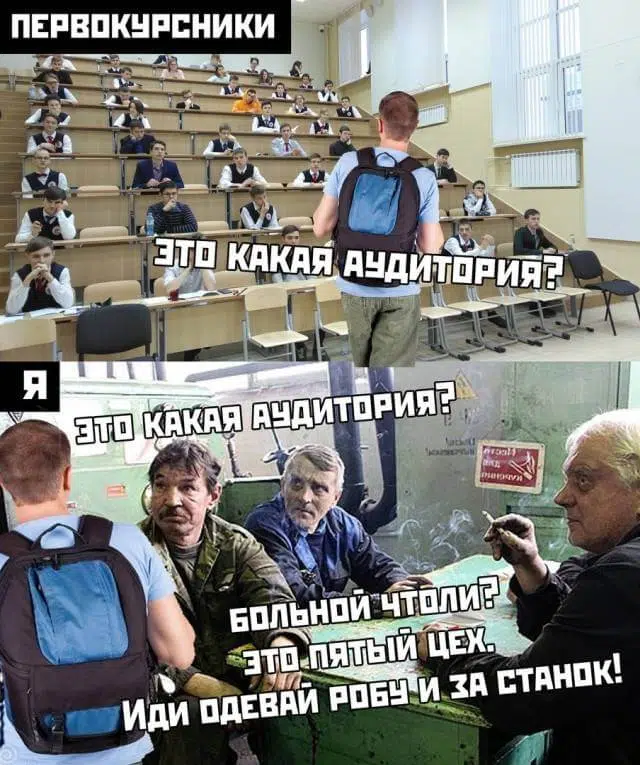 ПЕРВОКУРСНИКИ
ЭТО КАКАЯ АУДИТОРИЯ?
Я
ЭТО КАКАЯ АУДИТОРИЯ?
БОЛЬНОЙ ЧТОЛИ?
ЭТО ПЯТЫЙ ЦЕХ.
ИДИ ОДЕВАЙ РОБУ И ЗА СТАНОК!